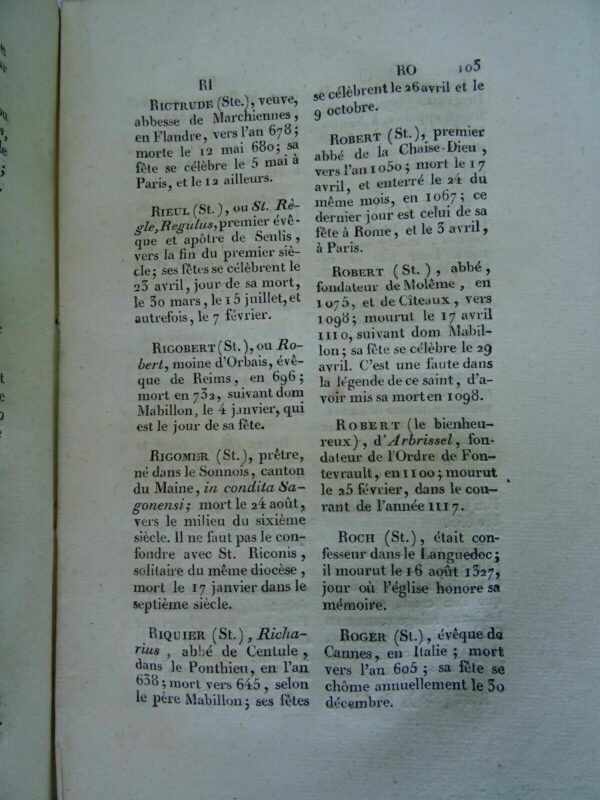 RI
RICTRUDE (Ste.), veuve,
abbesse de Marchiennes,
en Flandre, vers l'an 678;
morte le 12 mai 680; sa
fête se célèbre le 5 mai à
Paris, et le 12 ailleurs.
RIEUL (St.), ou St. Rè-
gle, Regulus, premier évê-
que et apôtre de Senlis,
vers la fin du premier siè-
cle; ses fêtes se célèbrent le
23 avril, jour de sa mort,
le 30 mars, le 15 juillet, et
autrefois, le 7 février.
RIGOBERT (St.), ou Ro-
bert, moine d'Orbais, évê-
que de Reims, en 696;
mort en 732, suivant dom
Mabillon, le 4 janvier, qui
est le jour de sa fête.
RIGOMER (St.), prêtre,
né dans le Sonnois, canton
du Maine, in condita Sa-
gonensi; mort le 24 août,
vers le milieu du sixième
siècle. Il ne faut pas le con-
fondre avec St. Riconis,
solitaire du même diocèse,
mort le 17 janvier dans le
septième siècle.
RIQUIER (St.), Richa-
rius, abbé de Centule,
dans le Ponthieu, en l'an
638; mort vers 645, selon
le père Mabillon; ses fêtes
RO 105
se célèbrent le 26 avril et le
9 octobre.
ROBERT (St.), premier
abbé de la Chaise-Dieu,
vers l'an 1050; mort le 17
avril, et enterré le 24 du
même mois, en 1067; ce
dernier jour est celui de sa
fête à Rome, et le 3 avril,
à Paris.
ROBERT (St.), abbé,
fondateur de Molême, en
1075, et de Cîteaux, vers
1098; mourut le 17 avril
1110, suivant dom Mabil-
lon; sa fête se célèbre le 29
avril. C'est une faute dans
la légende de ce saint, d'a-
voir mis sa mort en 1098.
ROBERT (le bienheu-
reux), d'Arbrissel, fon-
dateur de l'Ordre de Fon-
tevrault, en 1100; mourut
le 25 février, dans le cou-
rant de l'année 1117.
ROCH (St.), était con-
fesseur dans le Languedoc;
il mourut le 16 août 1327,
jour où l'église honore sa
mémoire.
ROGER (St.), évêque de
Cannes, en Italie; mort
vers l'an 605; sa fête se
chôme annuellement le 30
décembre.